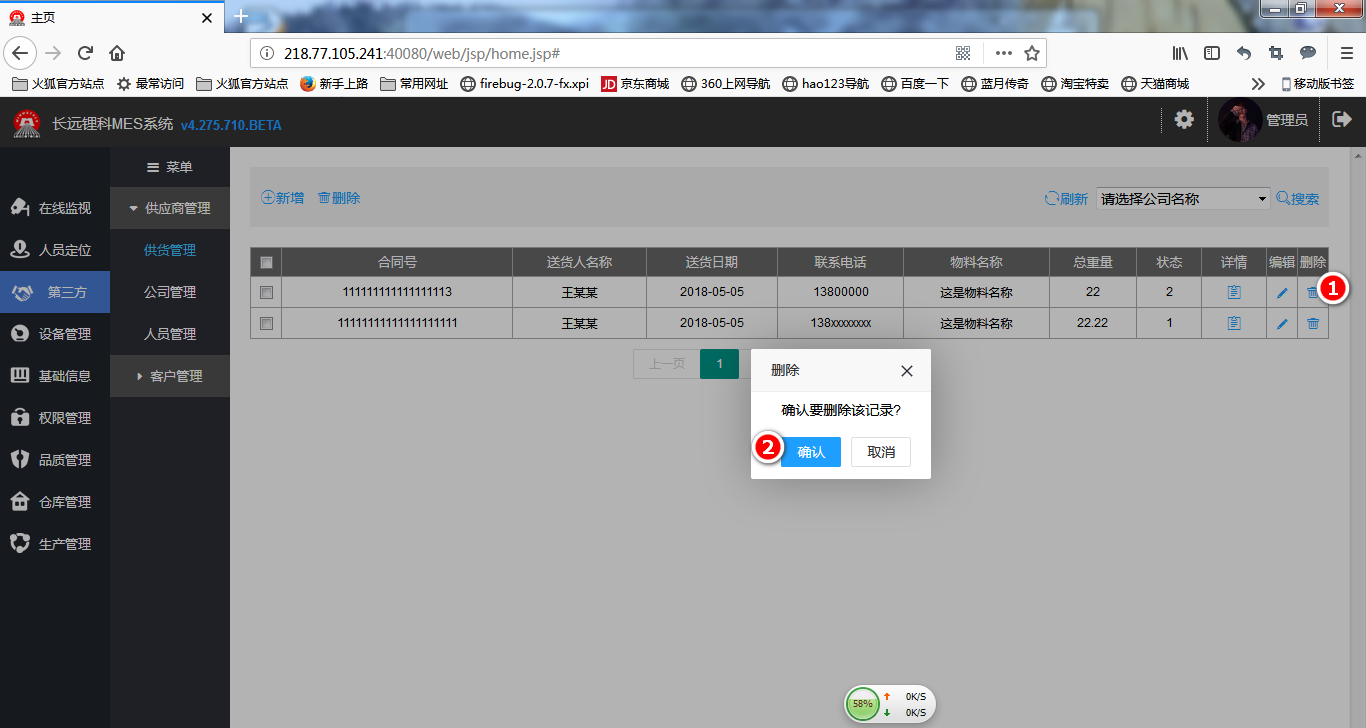 主页
218.77.105.241:40080/web/jsp/home.jsp#
火狐官方站点 最常访问 火狐官方站点 新手上路 常用网址 firebug-2.0.7-fx.xpi JD 京东商城 360上网导航 hao123导航 百度一下 蓝月传奇 淘宝特卖 天猫商城 移动版书签
长远锂科MES系统 v4.275.710.BETA 管理员
菜单
在线监视
人员定位
第三方
设备管理
基础信息
权限管理
品质管理
仓库管理
生产管理
供应商管理
供货管理
公司管理
人员管理
客户管理
新增 删除 刷新 请选择公司名称 搜索
合同号 送货人名称 送货日期 联系电话 物料名称 总重量 状态 详情 编辑 删除
111111111111111113 王某某 2018-05-05 13800000 这是物料名称 22 2 1
11111111111111111111 王某某 2018-05-05 138xxxxxxxx 这是物料名称 22.22 1
上一页 1
删除
确认要删除该记录?
2 确认 取消
58% 0K/S
0K/S